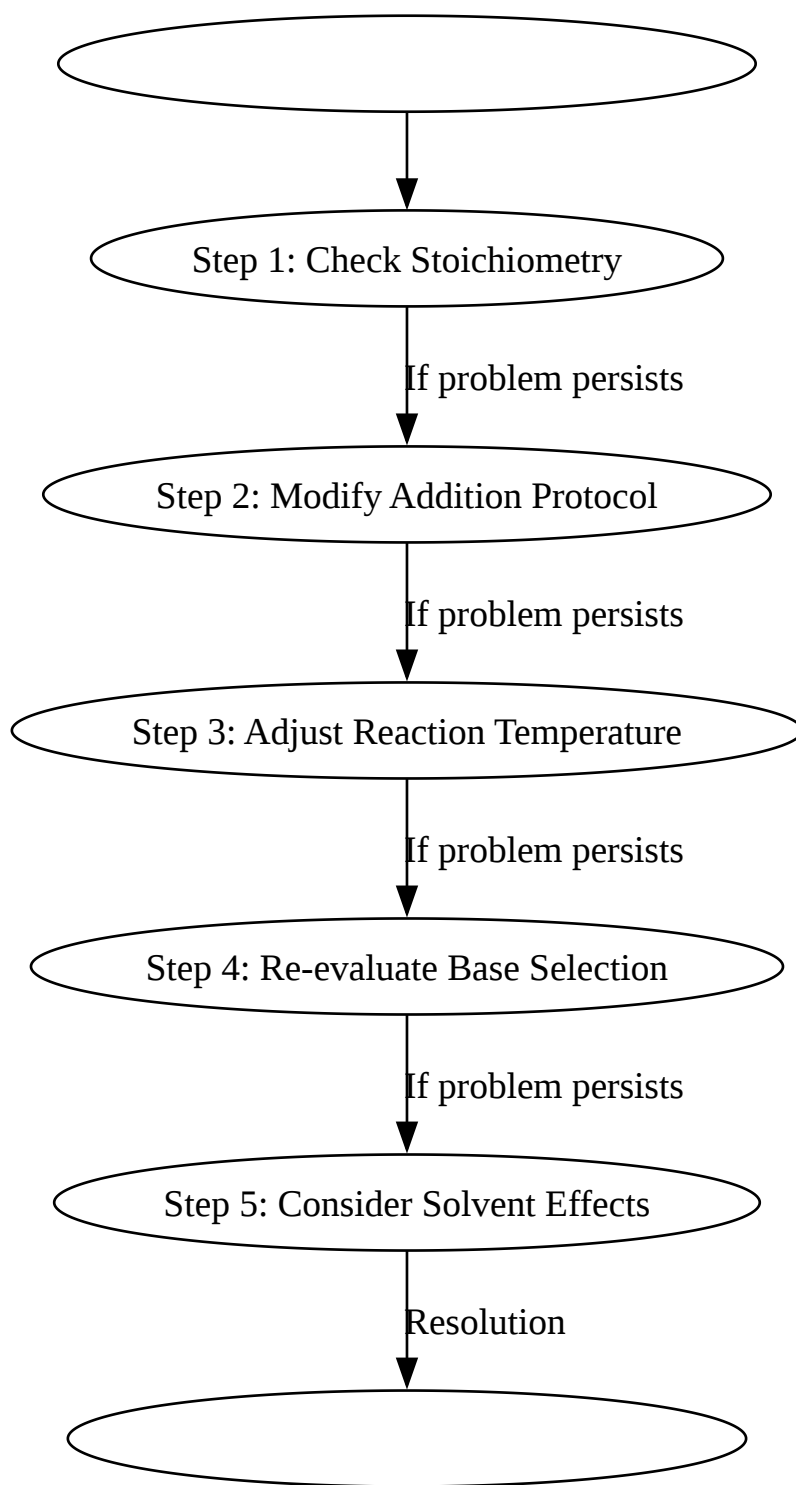 Step 1: Check Stoichiometry
If problem persists
Step 2: Modify Addition Protocol
If problem persists
Step 3: Adjust Reaction Temperature
If problem persists
Step 4: Re-evaluate Base Selection
If problem persists
Step 5: Consider Solvent Effects
Resolution